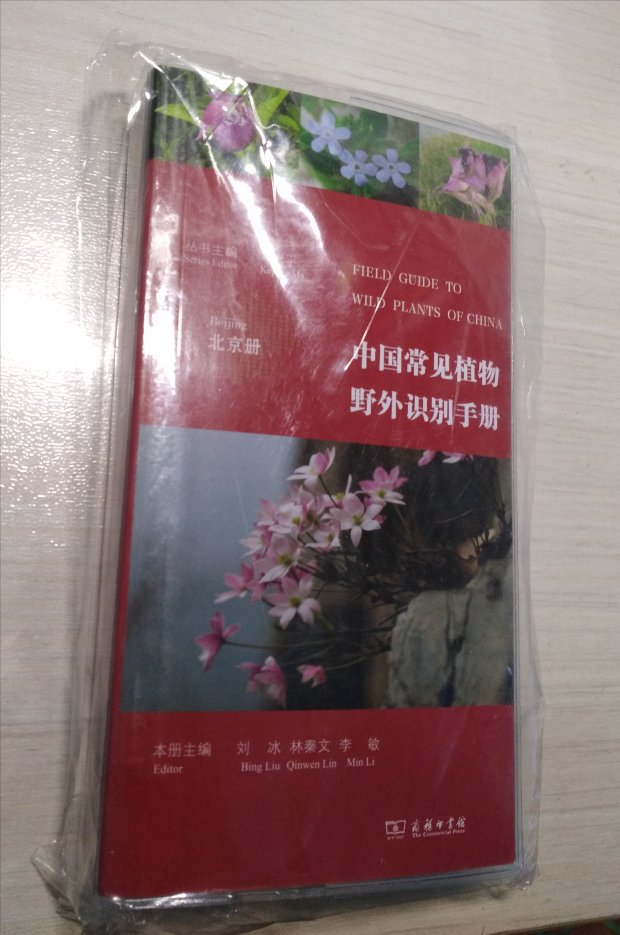 丛书主编
Series Editor
FIELD GUIDE TO
WILD PLANTS OF CHINA
Beijing
北京册
中国常见植物
野外识别手册
本册主编 刘 冰 林秦文 李 敏
Editor Bing Liu Qinwen Lin Min Li
商务印书馆
The Commercial Press